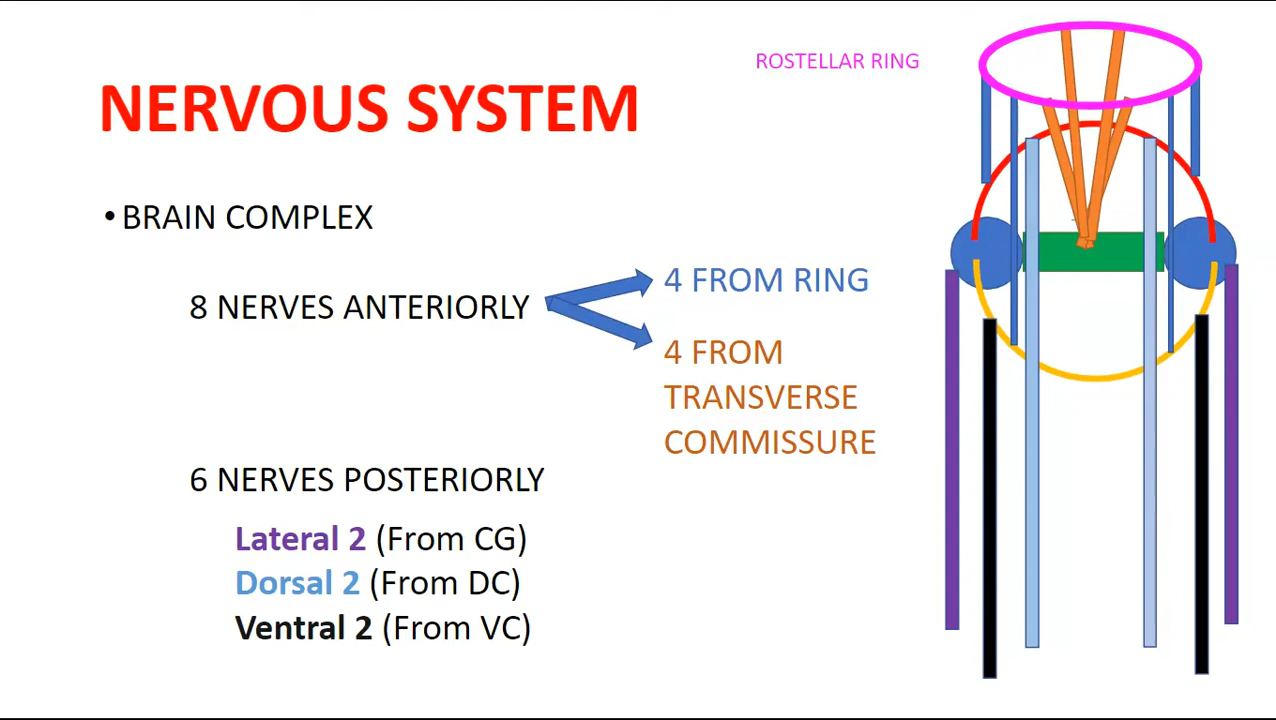 ROSTELLAR RING
NERVOUS SYSTEM
• BRAIN COMPLEX
8 NERVES ANTERIORLY
4 FROM RING
4 FROM
TRANSVERSE
COMMISSURE
6 NERVES POSTERIORLY
Lateral 2 (From CG)
Dorsal 2 (From DC)
Ventral 2 (From VC)